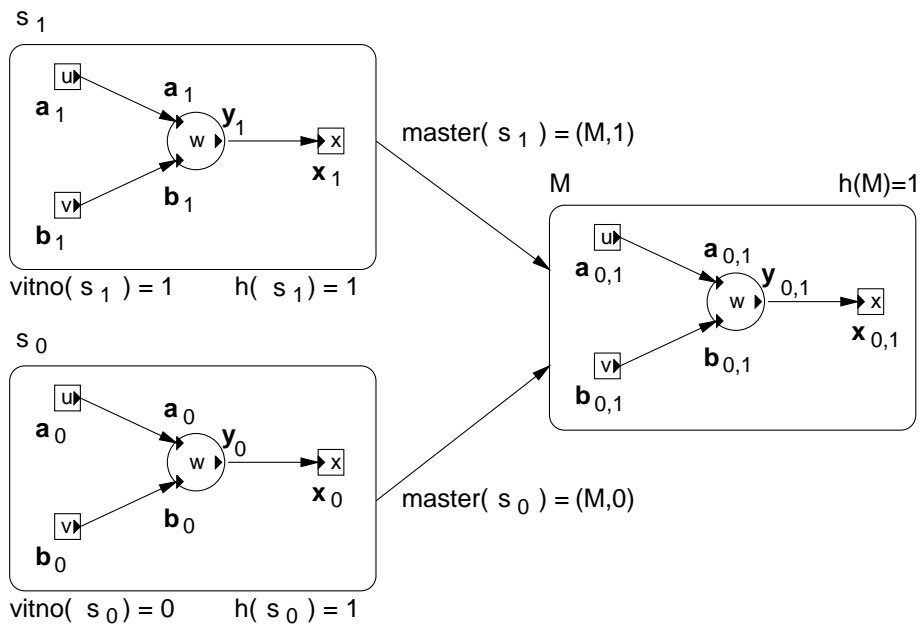 s 1
u
a 1
a 1
y 1
w
x
x 1
v
b 1
b 1
vitno( s 1 ) = 1 h( s 1) = 1
master( s 1 ) = (M,1)
M h(M)=1
u
a 0,1
a 0,1
y 0,1
w
x
x 0,1
v
b 0,1
b 0,1
s 0
u
a 0
a 0
y 0
w
x
x 0
v
b 0
b 0
vitno( s 0) = 0 h( s 0 ) = 1
master( s 0 ) = (M,0)